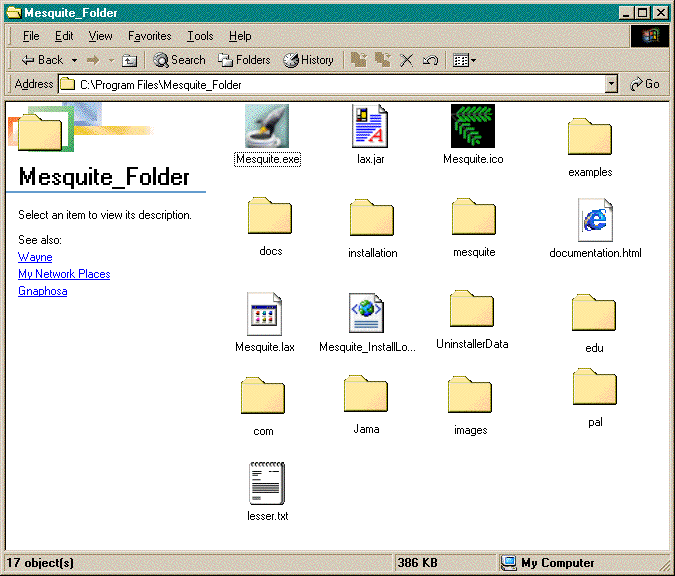 Mesquite_Folder
File Edit View Favorites Tools Help
Back Search Folders History
Address C:\Program Files\Mesquite_Folder Go
Mesquite_Folder
Select an item to view its description.
See also:
Wayne
My Network Places
Gnaphosa
Mesquite.exe lax.jar Mesquite.ico examples
docs installation mesquite documentation.html
Mesquite.lax Mesquite_InstallLo... UninstallerData edu
com Jama images pal
lesser.txt
17 object(s) 386 KB My Computer